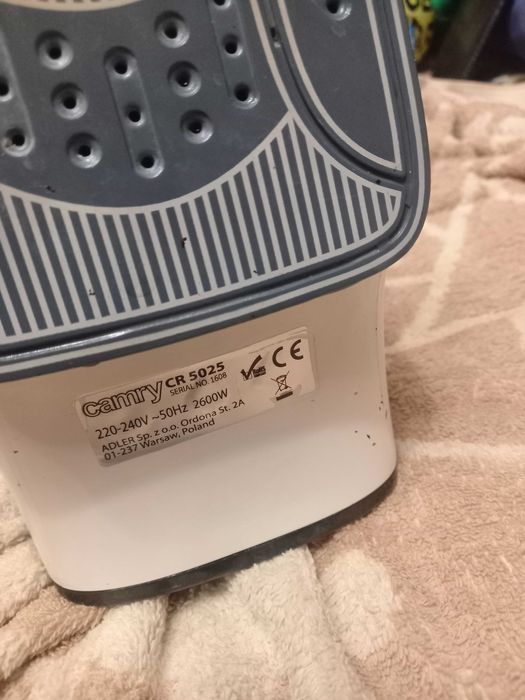 camry CR 5025
SERIAL NO. 1608
220-240V ~50Hz 2600W
ADLER Sp. z o.o. Ordona St. 2A
01-237 Warsaw, Poland
RoHS
CE